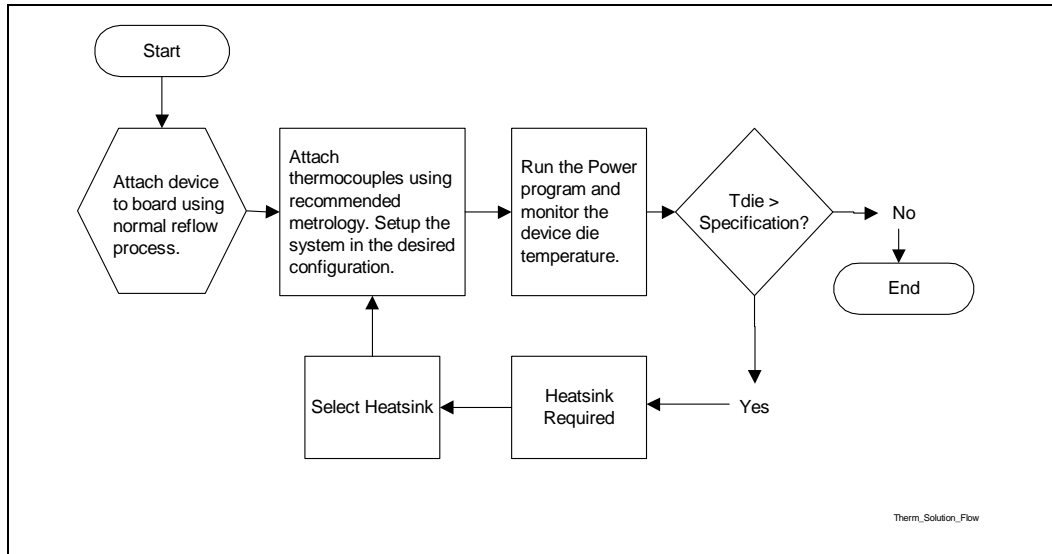 Start
Attach device
to board using
normal reflow
process.
Attach
thermocouples using
recommended
metrology. Setup the
system in the desired
configuration.
Run the Power
program and
monitor the
device die
temperature.
Tdie >
Specification?
No
End
Yes
Heatsink
Required
Select Heatsink
Therm_Solution_Flow